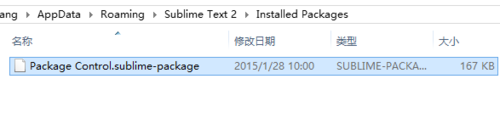 ang > AppData > Roaming > Sublime Text 2 > Installed Packages
名称 修改日期 类型 大小
Package Control.sublime-package 2015/1/28 10:00 SUBLIME-PACKA... 167 KB